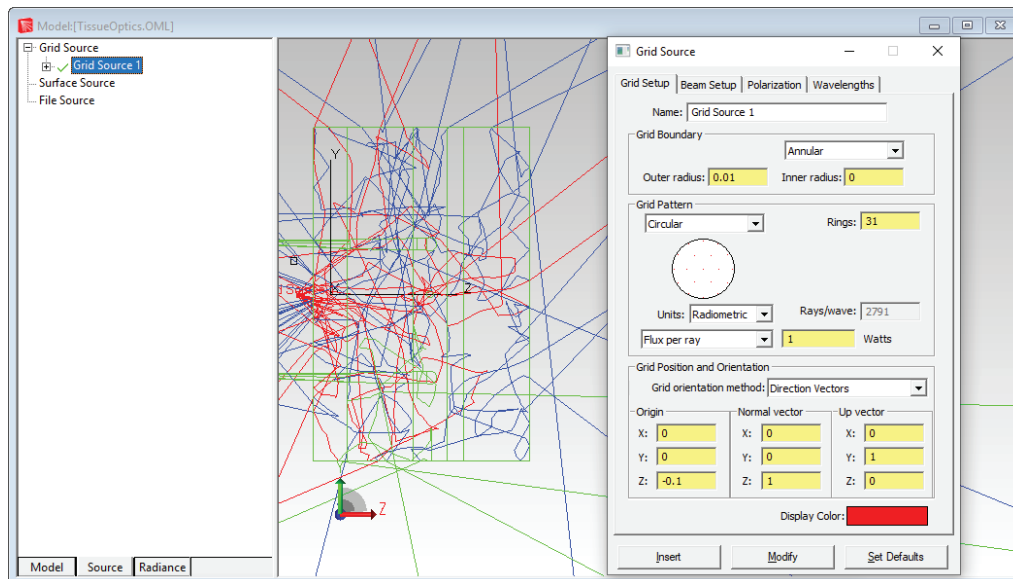 Model:[TissueOptics.OML]
Grid Source
Grid Source 1
Surface Source
File Source
Y
Z
X
Z
Model Source Radiance
Grid Source
Grid Setup Beam Setup Polarization Wavelengths
Name: Grid Source 1
Grid Boundary
Annular
Outer radius: 0.01 Inner radius: 0
Grid Pattern
Circular Rings: 31
Units: Radiometric Rays/wave: 2791
Flux per ray 1 Watts
Grid Position and Orientation
Grid orientation method: Direction Vectors
Origin Normal vector Up vector
X: 0 X: 0 X: 0
Y: 0 Y: 0 Y: 1
Z: -0.1 Z: 1 Z: 0
Display Color:
Insert Modify Set Defaults